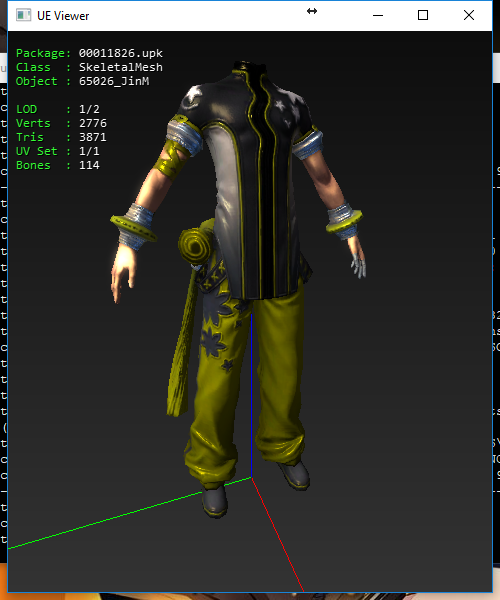 UE Viewer
Package: 00011826.upk
Class : SkeletalMesh
Object : 65026_JinM
LOD : 1/2
Verts : 2776
Tris : 3871
UV Set : 1/1
Bones : 114